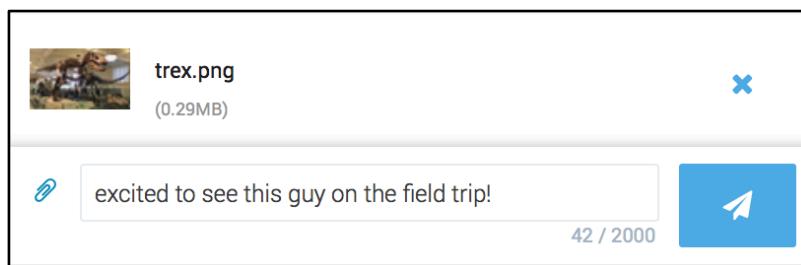 trex.png
(0.29MB)
excited to see this guy on the field trip!
42 / 2000